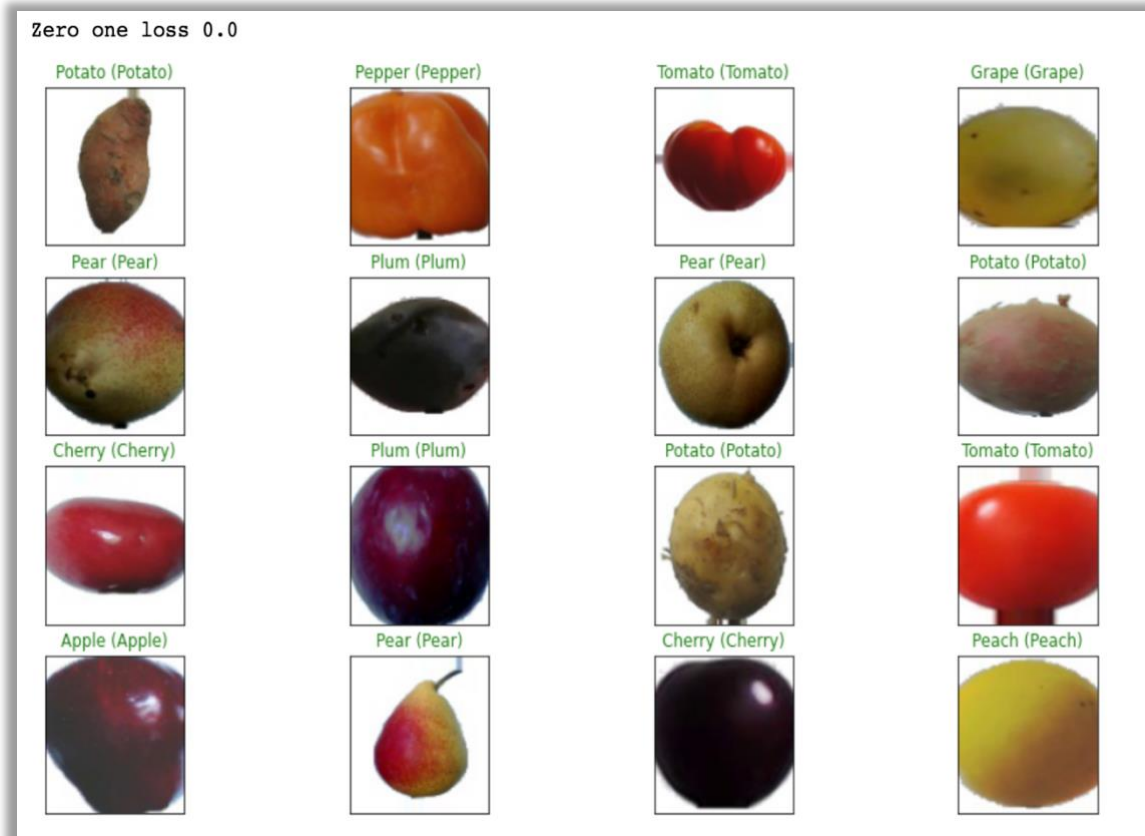 Zero one loss 0.0
Potato (Potato)
Pepper (Pepper)
Tomato (Tomato)
Grape (Grape)
Pear (Pear)
Plum (Plum)
Pear (Pear)
Potato (Potato)
Cherry (Cherry)
Plum (Plum)
Potato (Potato)
Tomato (Tomato)
Apple (Apple)
Pear (Pear)
Cherry (Cherry)
Peach (Peach)